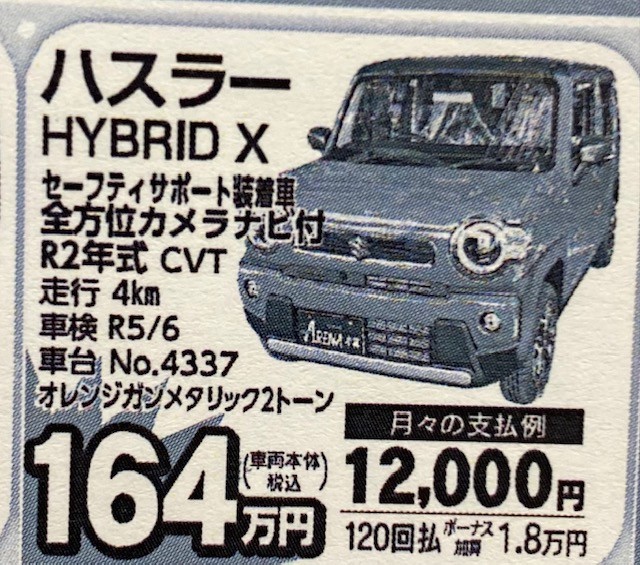 ハスラー
HYBRID X
セーフティサポート装着車
全方位カメラナビ付
R2年式 CVT
走行 4km
車検 R5/6
車台 No.4337
オレンジガンメタリック2トーン
164万円
(車両本体税込)
ARENA
月々の支払例
12,000円
120回払 ボーナス加算 1.8万円